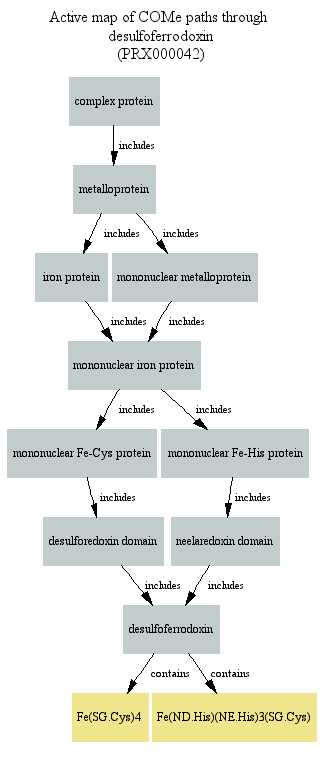 Active map of COMe paths through
desulfoferrodoxin
(PRX000042)
complex protein
includes
metalloprotein
includes
includes
iron protein
mononuclear metalloprotein
includes
includes
mononuclear iron protein
includes
includes
mononuclear Fe-Cys protein
mononuclear Fe-His protein
includes
includes
desulforedoxin domain
neelaredoxin domain
includes
includes
desulfoferrodoxin
contains
contains
Fe(SG.Cys)4
Fe(ND.His)(NE.His)3(SG.Cys)